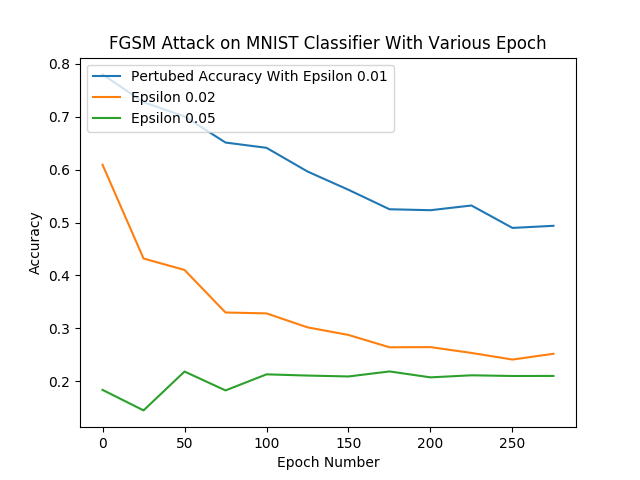 FGSM Attack on MNIST Classifier With Various Epoch
Pertubed Accuracy With Epsilon 0.01
Epsilon 0.02
Epsilon 0.05
Accuracy
0.8
0.7
0.6
0.5
0.4
0.3
0.2
0 50 100 150 200 250
Epoch Number